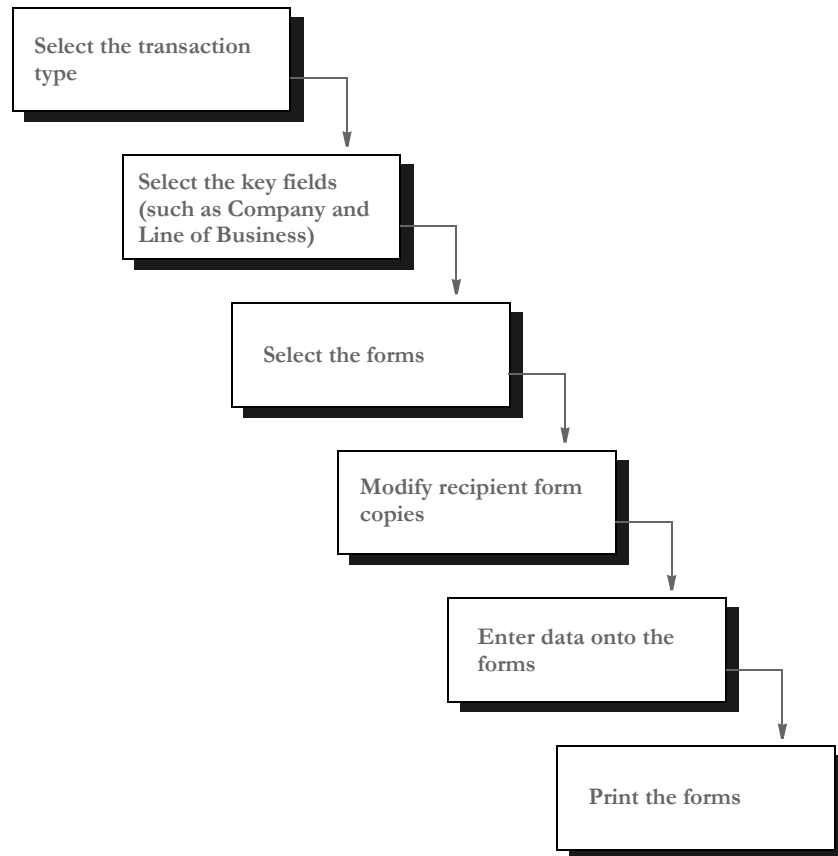 Select the transaction
type
Select the key fields
(such as Company and
Line of Business)
Select the forms
Modify recipient form
copies
Enter data onto the
forms
Print the forms